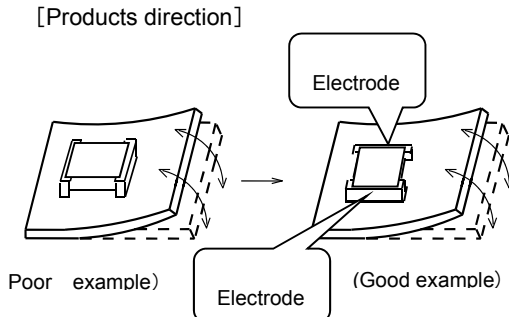 [Products direction]
Electrode
Poor example)
(Good example)
Electrode